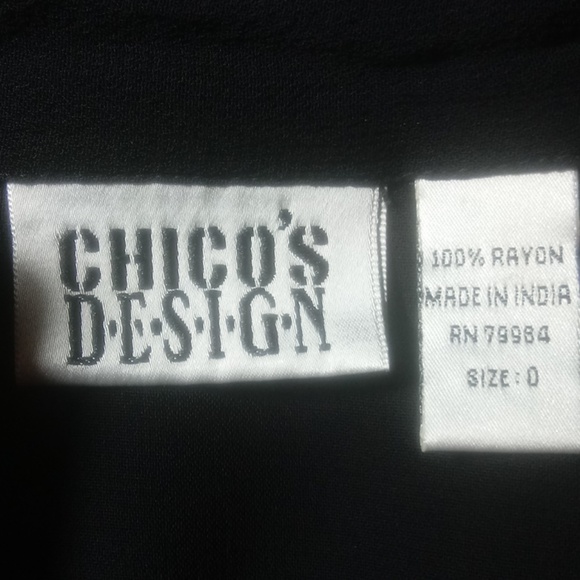 CHICO'S
D·E·S·I·G·N
100% RAYON
MADE IN INDIA
RN 79984
SIZE: 0